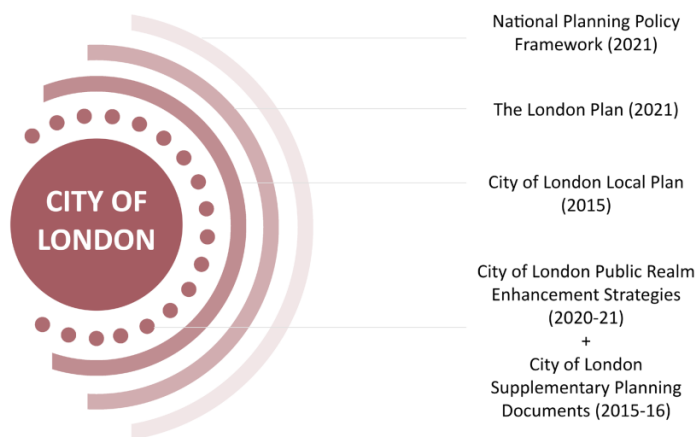 CITY OF
LONDON
National Planning Policy
Framework (2021)
The London Plan (2021)
City of London Local Plan
(2015)
City of London Public Realm
Enhancement Strategies
(2020-21)
+
City of London
Supplementary Planning
Documents (2015-16)